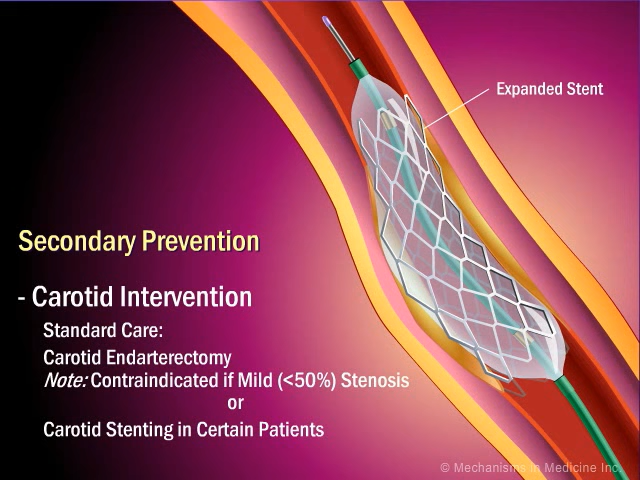 Expanded Stent
Secondary Prevention
- Carotid Intervention
Standard Care:
Carotid Endarterectomy
Note: Contraindicated if Mild (<50%) Stenosis
or
Carotid Stenting in Certain Patients
© Mechanisms in Medicine Inc.